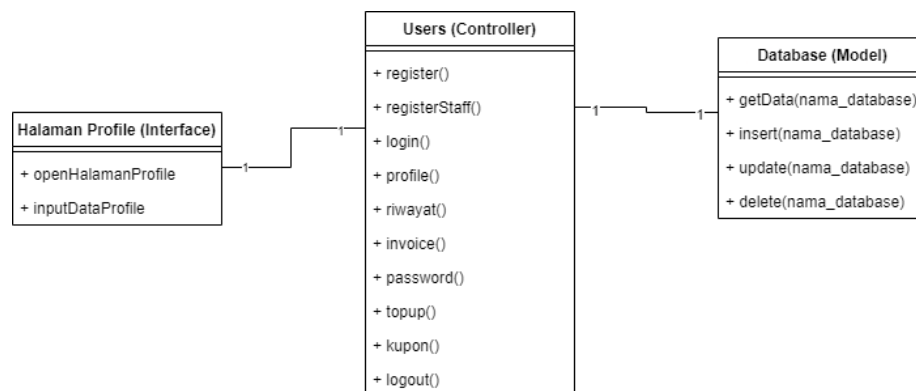 Halaman Profile (Interface)
+ openHalamanProfile
+ inputDataProfile
1
1
Users (Controller)
+ register()
+ registerStaff()
+ login()
+ profile()
+ riwayat()
+ invoice()
+ password()
+ topup()
+ kupon()
+ logout()
1
1
Database (Model)
+ getData(nama_database)
+ insert(nama_database)
+ update(nama_database)
+ delete(nama_database)